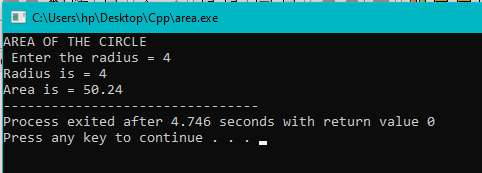 C:\Users\hp\Desktop\Cpp\area.exe
AREA OF THE CIRCLE
 Enter the radius = 4
Radius is = 4
Area is = 50.24
--------------------------------
Process exited after 4.746 seconds with return value 0
Press any key to continue . . .